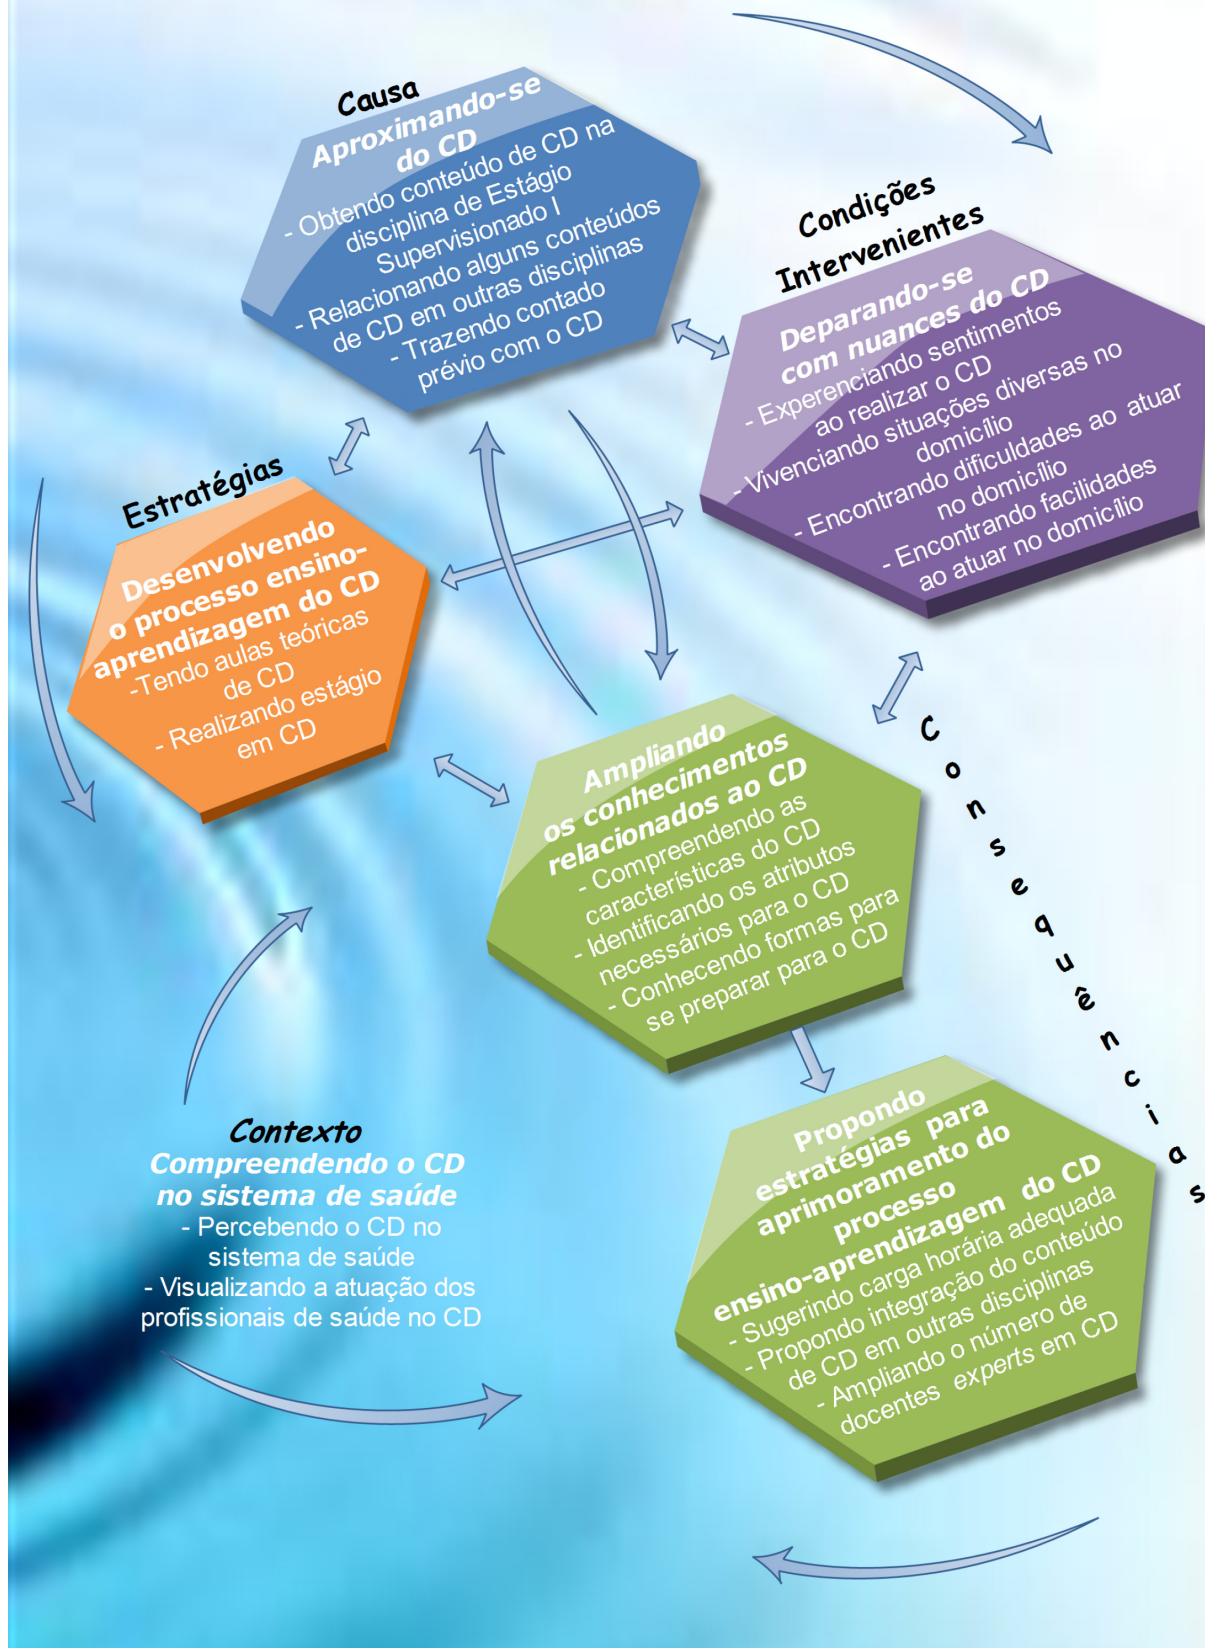 Causa
Aproximando-se
do CD
- Obtendo conteúdo de CD na
disciplina de Estágio
Supervisionado I
- Relacionando alguns conteúdos
de CD em outras disciplinas
- Trazendo contado
prévio com o CD
Condições
Intervenientes
Deparando-se
com nuances do CD
- Experenciando sentimentos
ao realizar o CD
- Vivenciando situações diversas no
domicílio
- Encontrando dificuldades ao atuar
no domicílio
- Encontrando facilidades
ao atuar no domicílio
Estratégias
Desenvolvendo
o processo ensino-
aprendizagem do CD
-Tendo aulas teóricas
de CD
- Realizando estágio
em CD
Consequências
Ampliando
os conhecimentos
relacionados ao CD
- Compreendendo as
características do CD
- Identificando os atributos
necessários para o CD
- Conhecendo formas para
se preparar para o CD
Propondo
estratégias para
aprimoramento do
processo
ensino-aprendizagem do CD
- Sugerindo carga horária adequada
- Propondo integração do conteúdo
de CD em outras disciplinas
- Ampliando o número de
docentes experts em CD
Contexto
Compreendendo o CD
no sistema de saúde
- Percebendo o CD no
sistema de saúde
- Visualizando a atuação dos
profissionais de saúde no CD